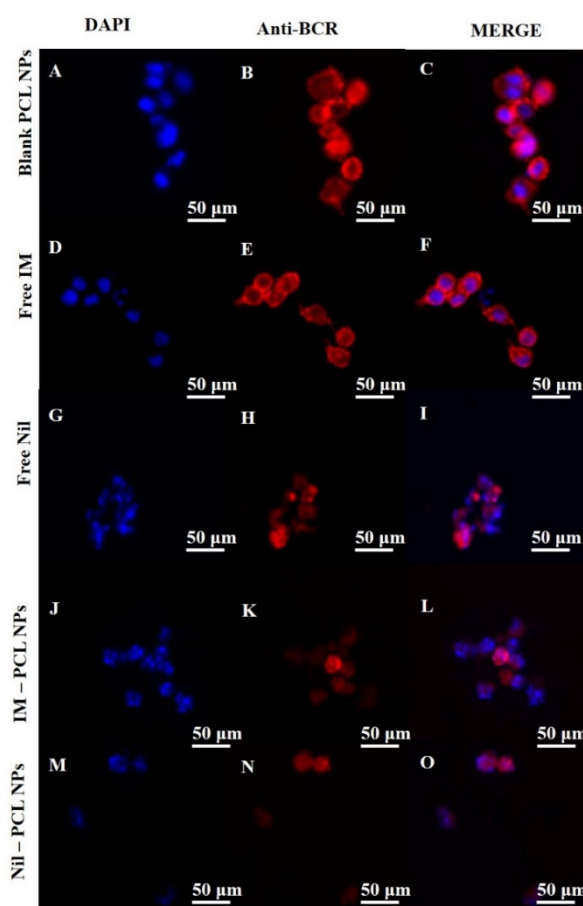 DAPI Anti-BCR MERGE
Blank PCL NPs
A B C
50 µm 50 µm 50 µm
Free IM
D E F
50 µm 50 µm 50 µm
Free Nil
G H I
50 µm 50 µm 50 µm
IM – PCL NPs
J K L
50 µm 50 µm 50 µm
Nil – PCL NPs
M N O
50 µm 50 µm 50 µm